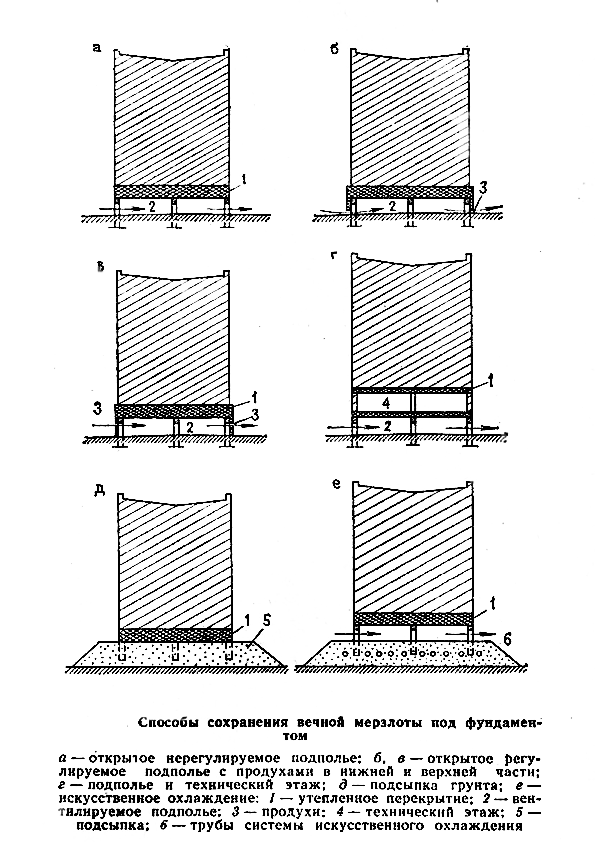 а
б
1
2
3
2
в
г
3
1
3
2
1
4
2
д
е
1
5
1
6
Способы сохранения вечной мерзлоты под фундамен-
том
а — открытое нерегулируемое подполье; б, в — открытое регу-
лируемое подполье с продухами в нижней и верхней части;
г — подполье и технический этаж; д — подсыпка грунта; е —
искусственное охлаждение: 1 — утепленное перекрытие; 2 — вен-
тилируемое подполье; 3 — продухи; 4 — технический этаж; 5 —
подсыпка; 6 — трубы системы искусственного охлаждения